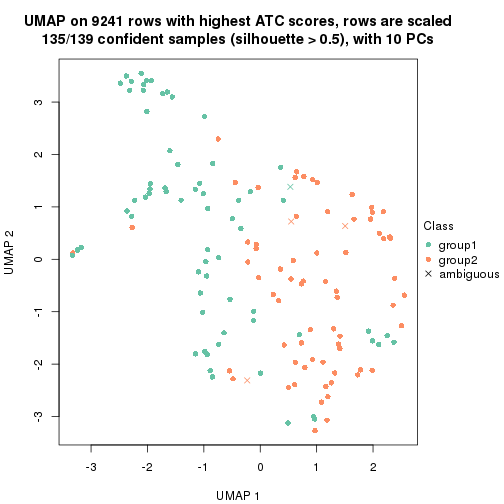 UMAP on 9241 rows with highest ATC scores, rows are scaled
135/139 confident samples (silhouette > 0.5), with 10 PCs
3
2
1
0
-1
-2
-3
UMAP 2
-3
-2
-1
0
1
2
UMAP 1
Class
group1
group2
ambiguous